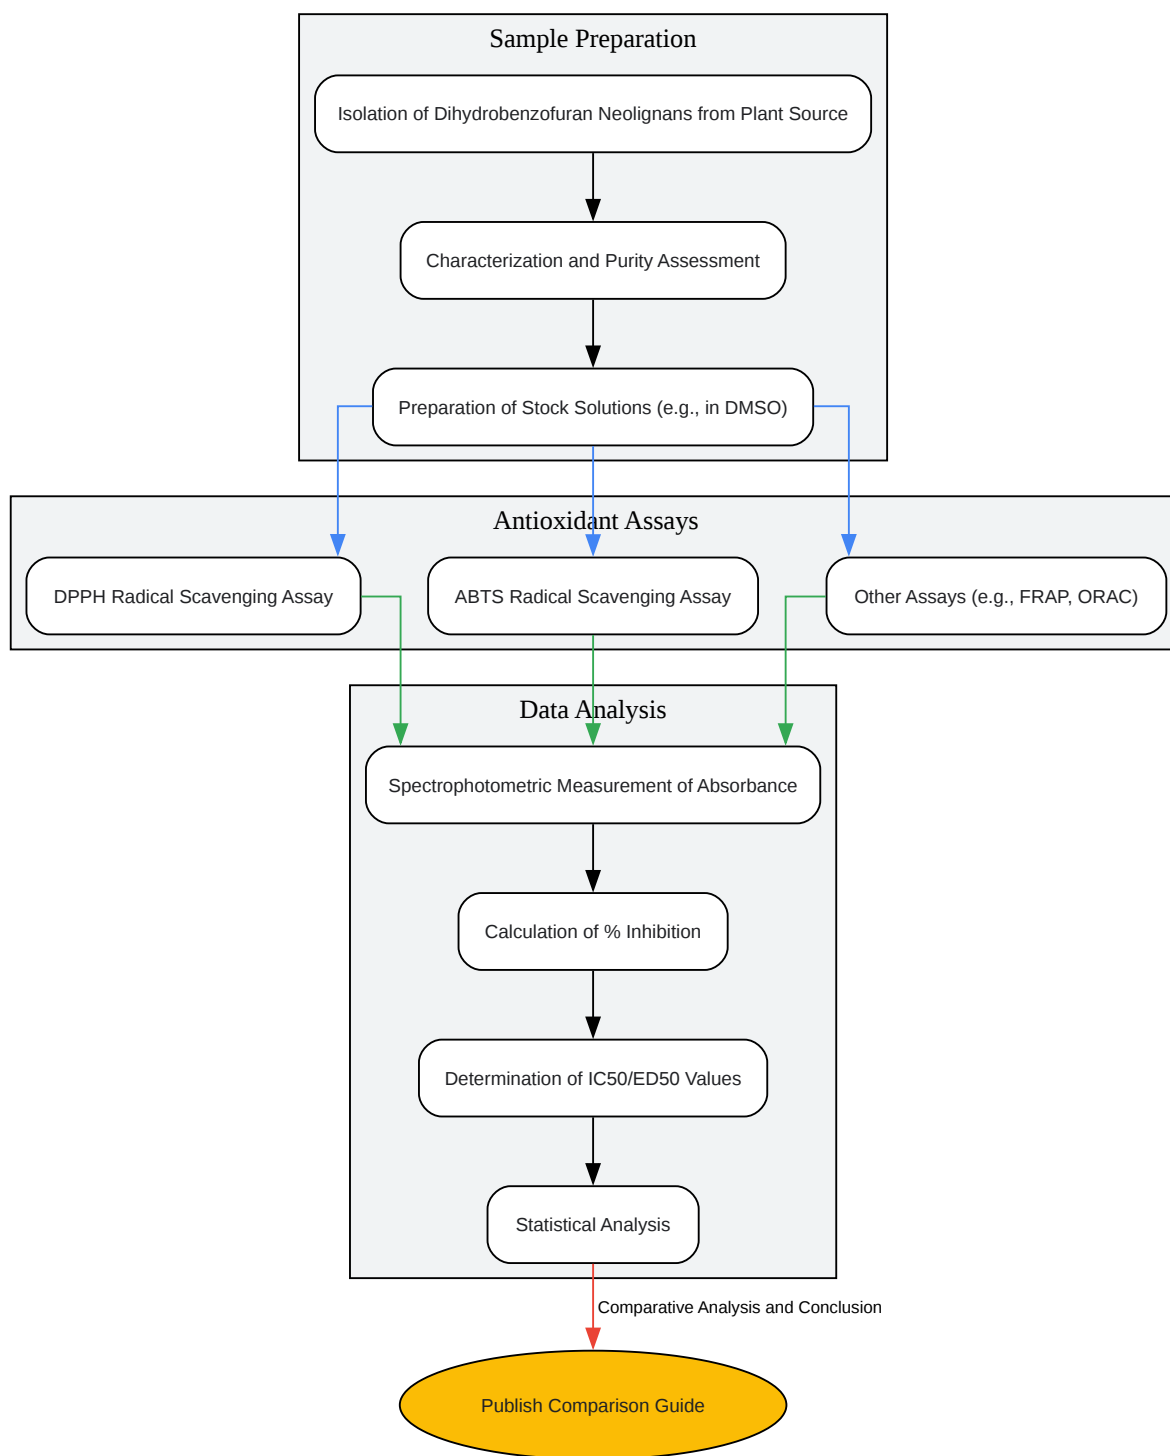 Sample Preparation
Isolation of Dihydrobenzofuran Neolignans from Plant Source
Characterization and Purity Assessment
Preparation of Stock Solutions (e.g., in DMSO)
Antioxidant Assays
DPPH Radical Scavenging Assay
ABTS Radical Scavenging Assay
Other Assays (e.g., FRAP, ORAC)
Data Analysis
Spectrophotometric Measurement of Absorbance
Calculation of % Inhibition
Determination of IC50/ED50 Values
Statistical Analysis
Comparative Analysis and Conclusion
Publish Comparison Guide